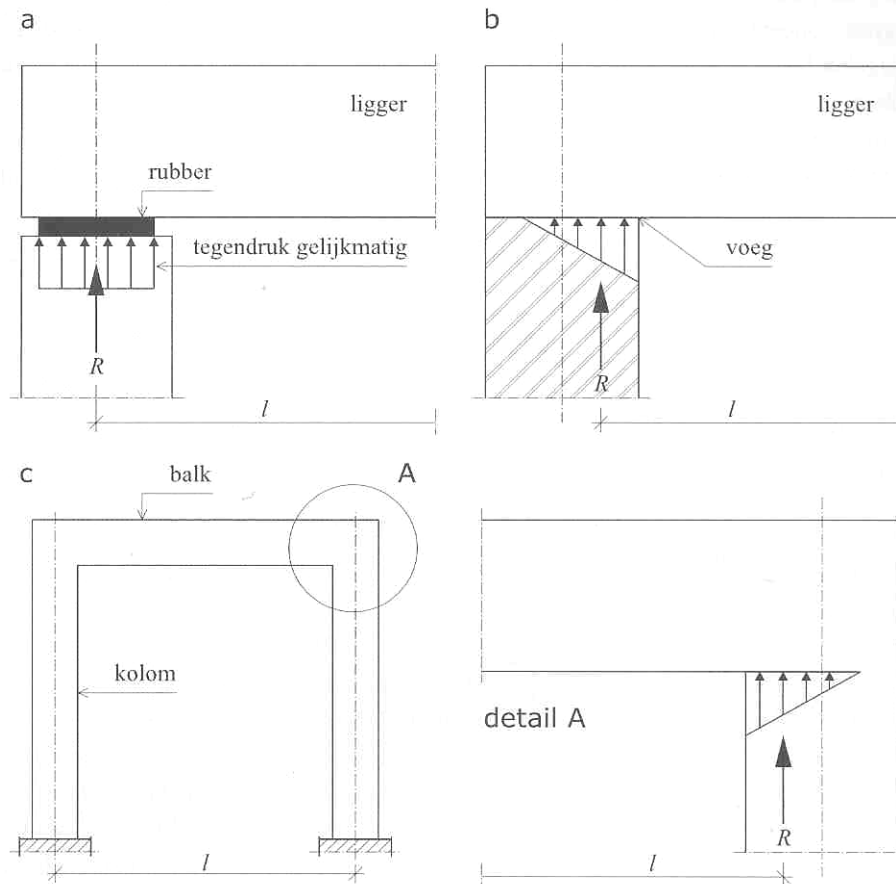 a
ligger
rubber
tegendruk gelijkmatig
R
l
b
ligger
voeg
R
l
c
balk
A
kolom
l
detail A
R
l